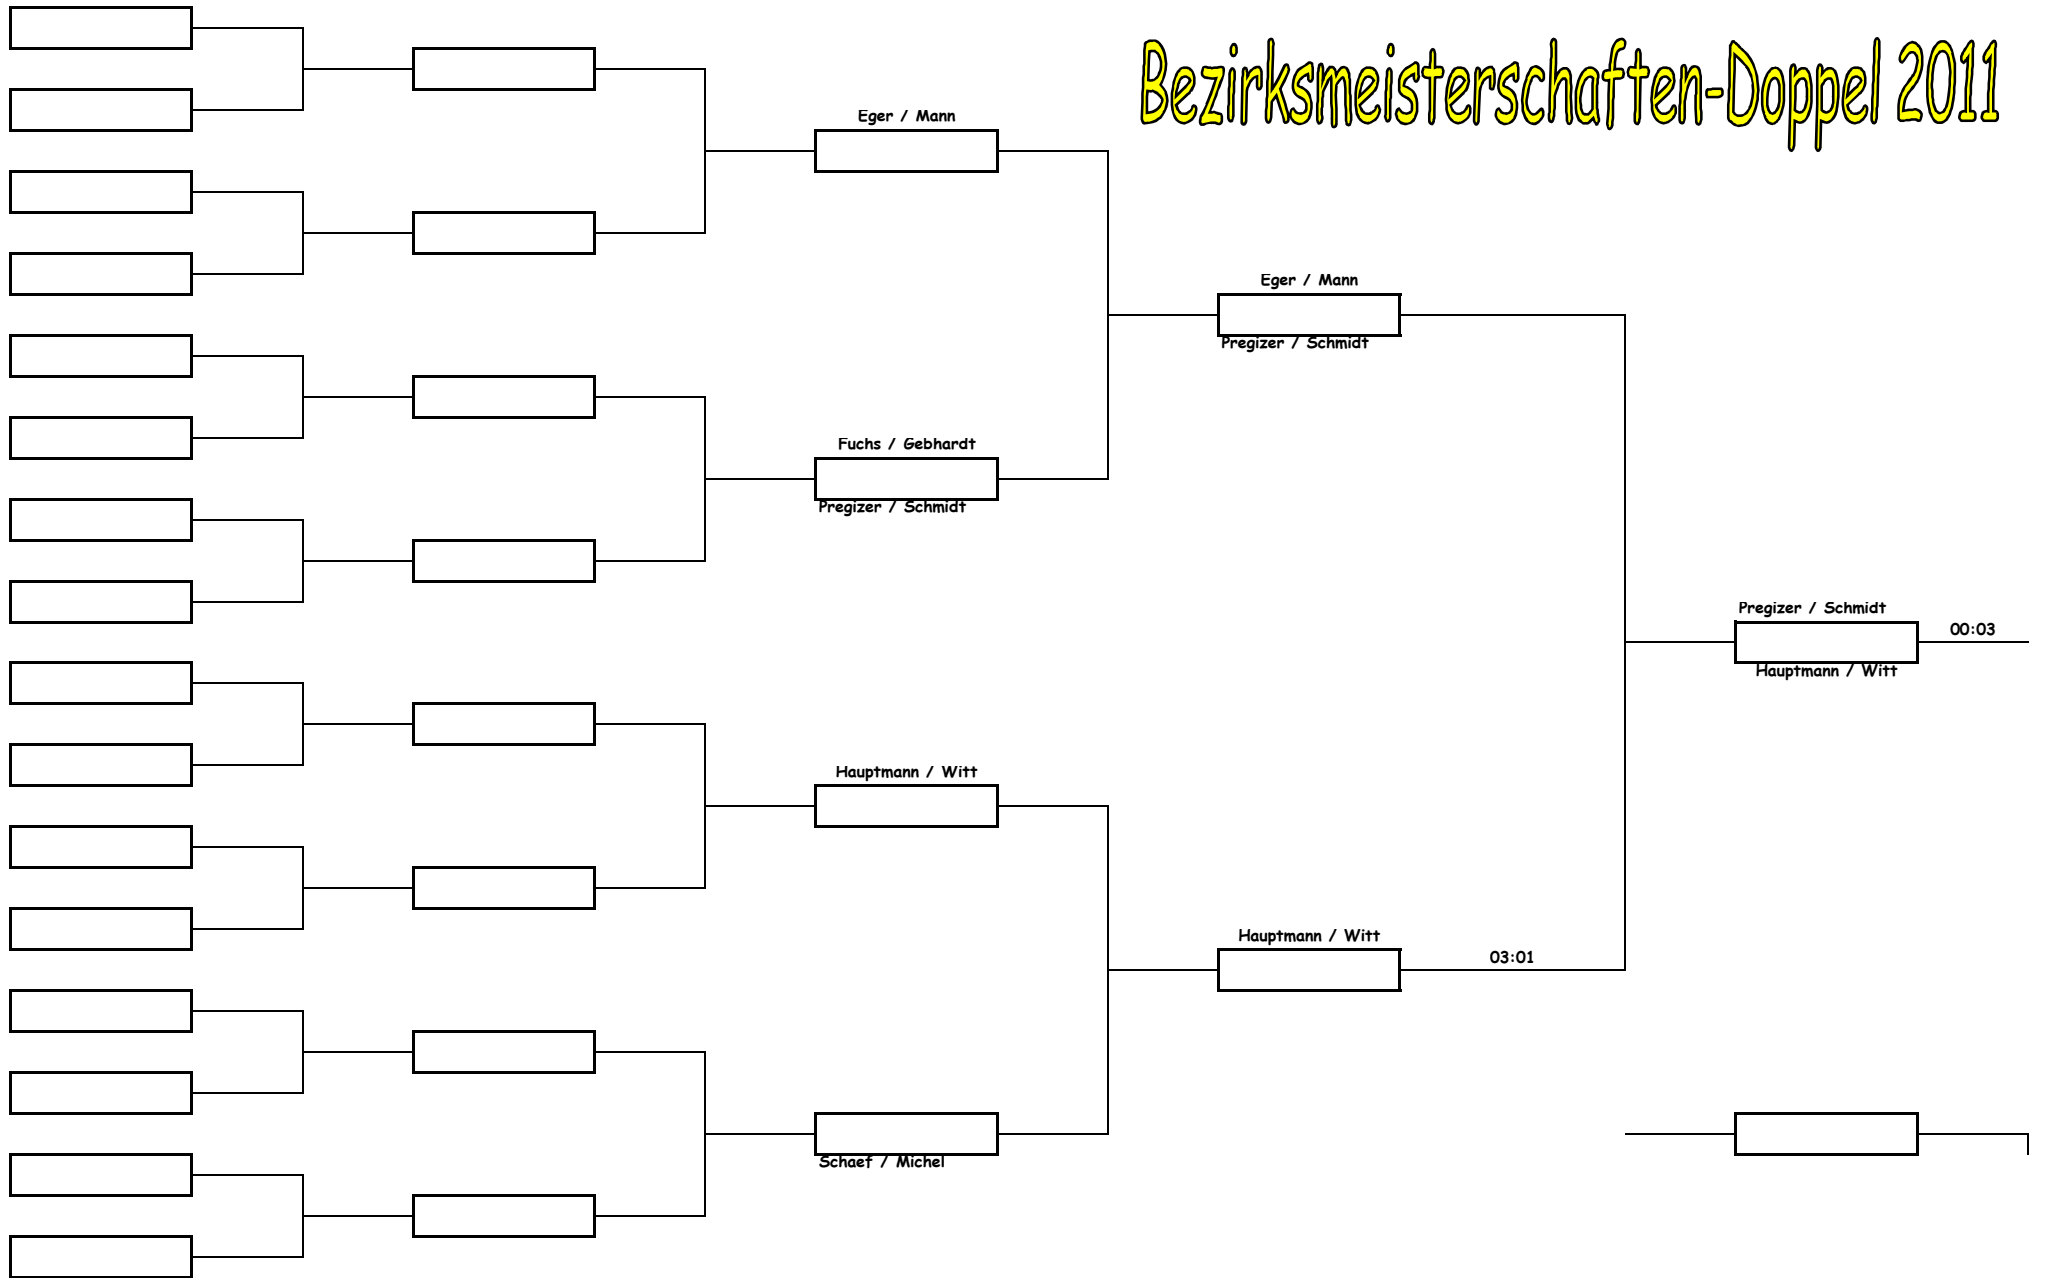 Bezirksmeisterschaften-Doppel 2011
Eger / Mann
Eger / Mann
Pregizer / Schmidt
Fuchs / Gebhardt
Pregizer / Schmidt
Pregizer / Schmidt
00:03
Hauptmann / Witt
Hauptmann / Witt
Hauptmann / Witt
03:01
Schaef / Michel